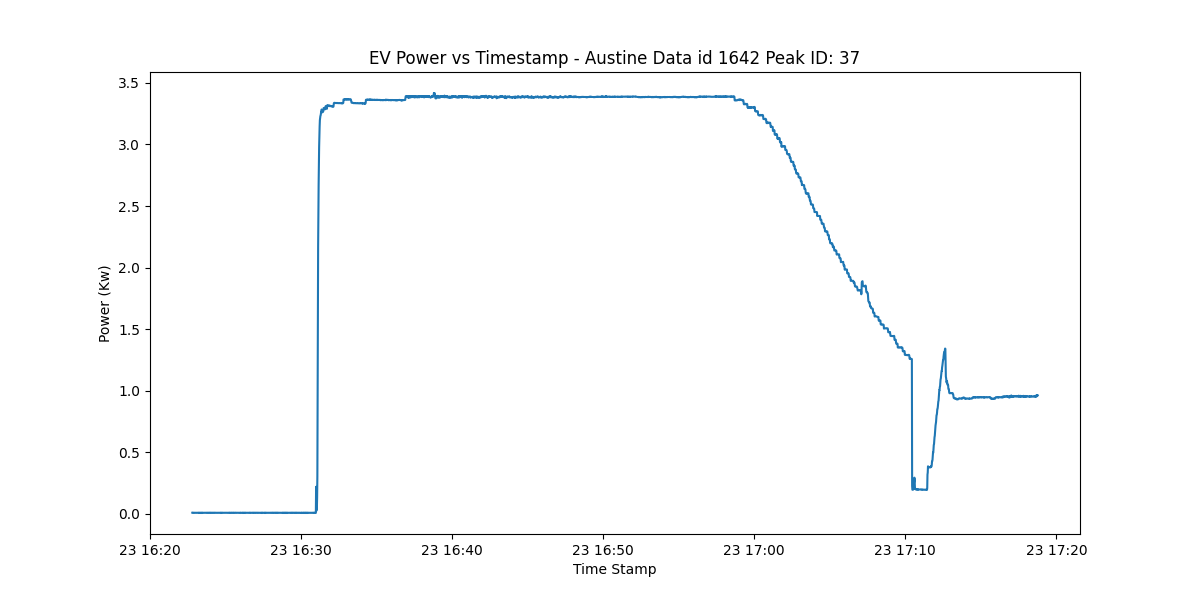 EV Power vs Timestamp - Austine Data id 1642 Peak ID: 37
3.5
3.0
2.5
2.0
1.5
1.0
0.5
0.0
Power (Kw)
23 16:20 23 16:30 23 16:40 23 16:50 23 17:00 23 17:10 23 17:20
Time Stamp